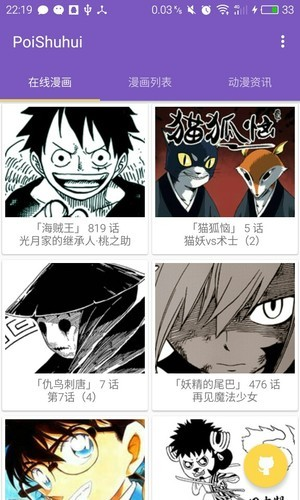 22:19
0.03 %
33
PoiShuhui
在线漫画
漫画列表
动漫资讯
猫狐恼
「海贼王」 819 话
光月家的继承人·桃之助
「猫狐恼」 5 话
猫妖vs术士（2）
「仇鸟刺唐」 7 话
第7话（4）
「妖精的尾巴」 476 话
再见魔法少女